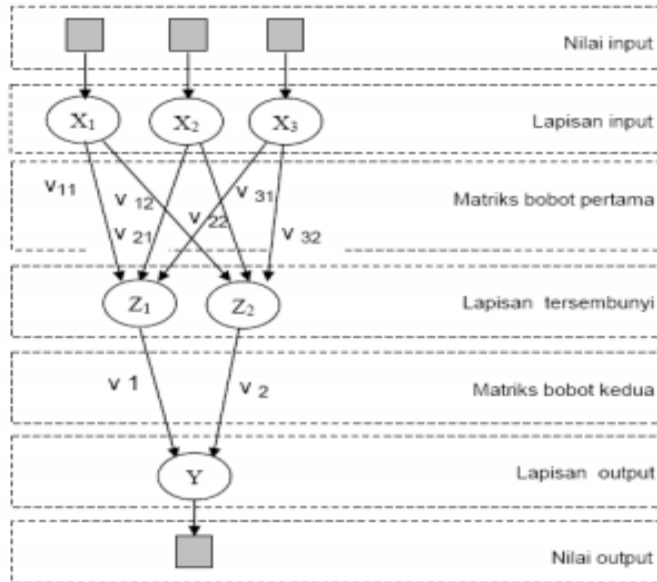 Nilai input
X1 X2 X3
Lapisan input
v11 v 12 v 22 v 31
Matriks bobot pertama
v 21 v 32
Z1 Z2
Lapisan tersembunyi
v 1 v 2
Matriks bobot kedua
Y
Lapisan output
Nilai output